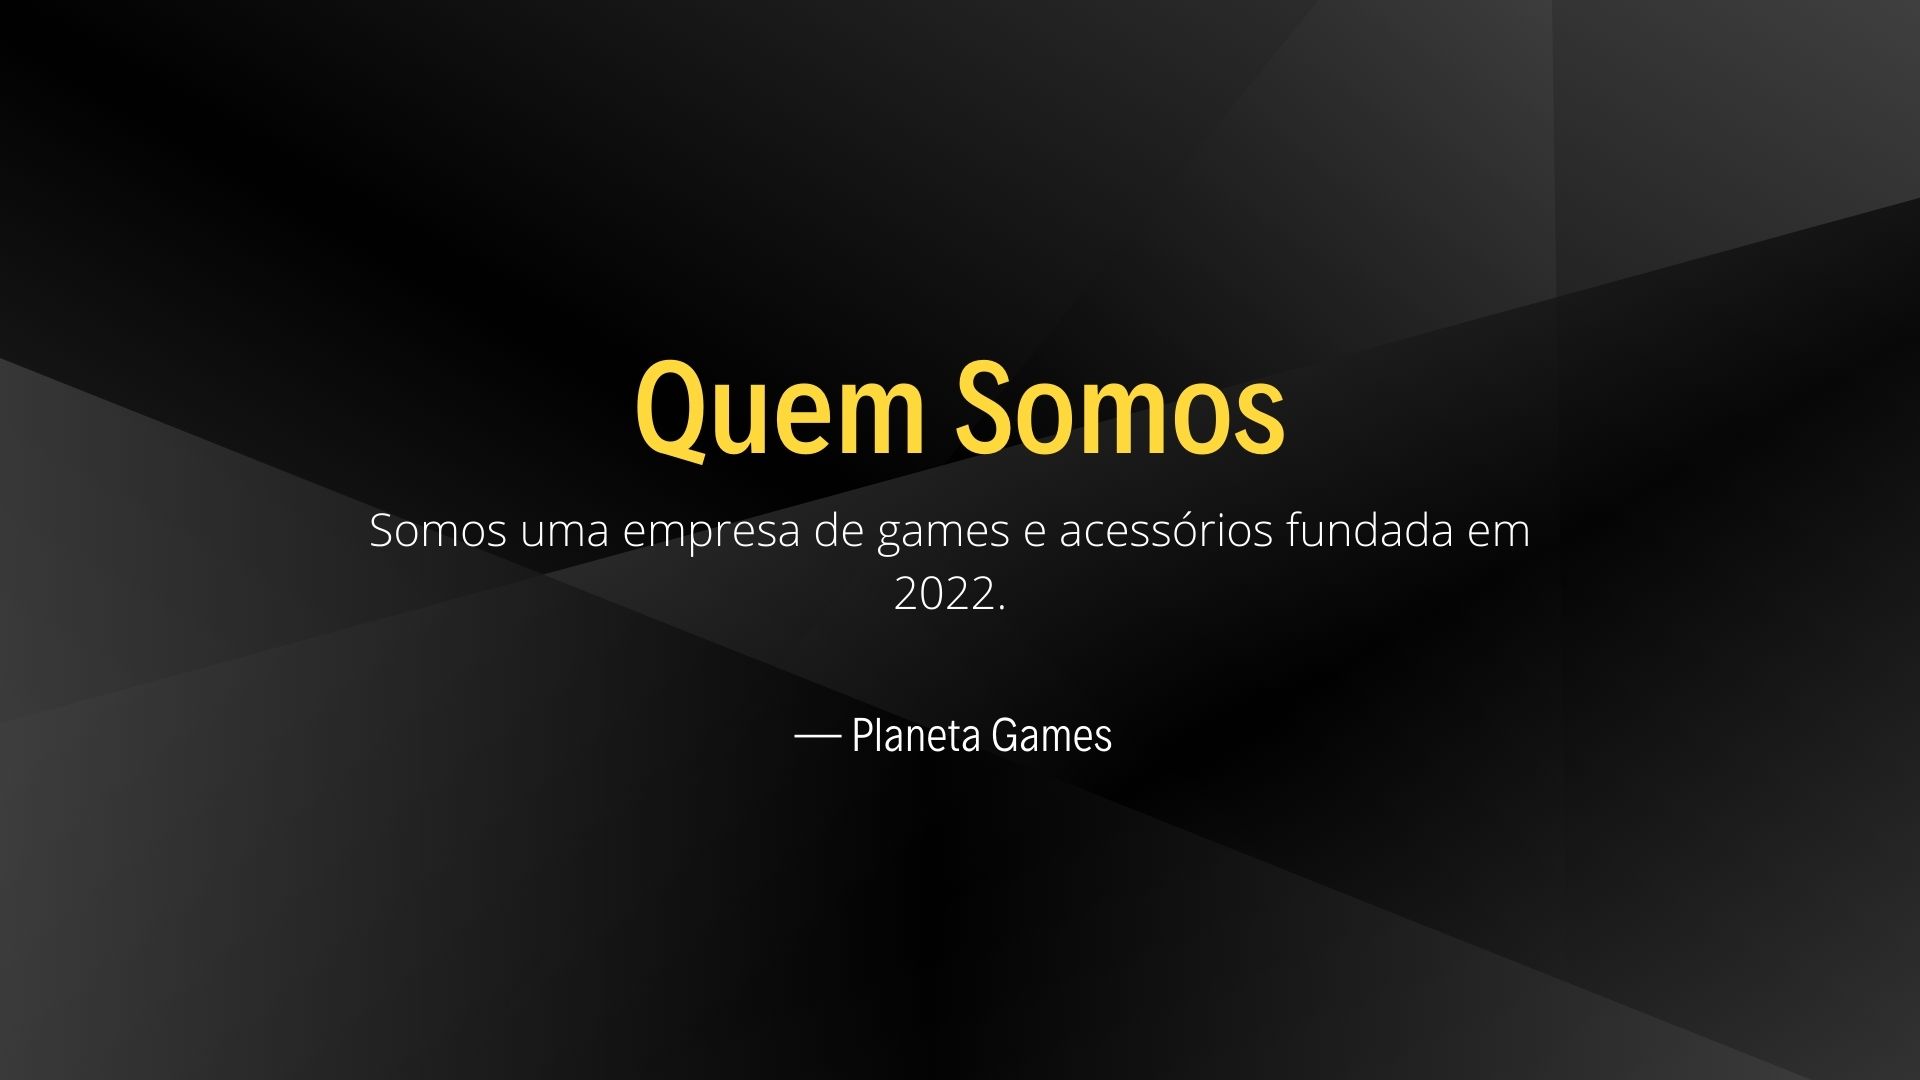 Quem Somos
Somos uma empresa de games e acessórios fundada em
2022.
— Planeta Games